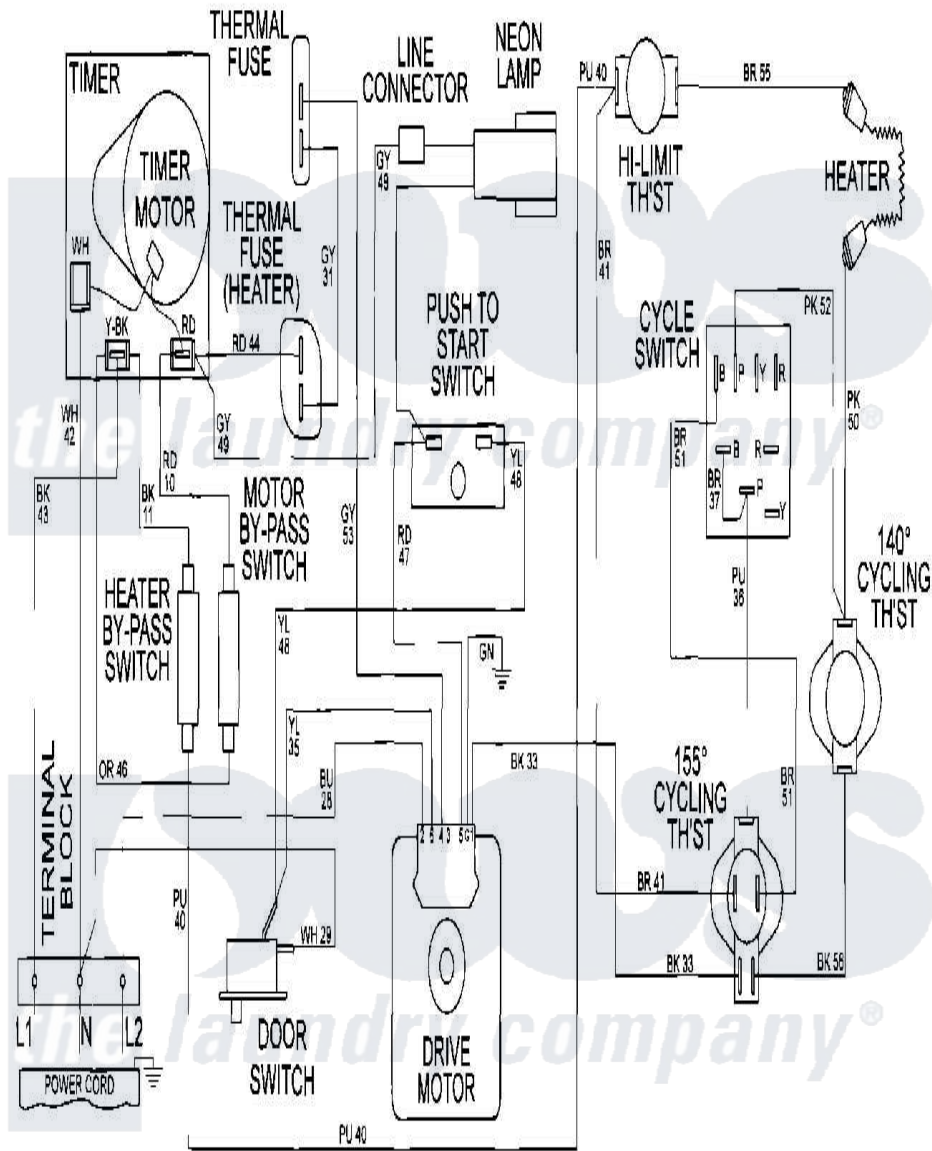 THERMAL
FUSE
LINE
CONNECTOR
NEON
LAMP
PU 40
BR 55
TIMER
TIMER
MOTOR
GY
49
HI-LIMIT
TH'ST
HEATER
WH
THERMAL
FUSE
(HEATER)
GY
31
BR
41
PUSH TO
START
SWITCH
CYCLE
SWITCH
PK 52
Y-BK
RD
RD 44
B
P
Y
R
WH
42
GY
49
BR
51
PK
50
the laundry company®
B
R
BK
43
RD
10
BK
11
MOTOR
BY-PASS
SWITCH
GY
53
RD
47
YL
48
BR
37
P
Y
140°
CYCLING
TH'ST
HEATER
BY-PASS
SWITCH
YL
48
GN
PU
36
YL
35
OR 46
BU
28
BK 33
155°
CYCLING
TH'ST
BR
51
TERMINAL
BLOCK
2 6 4 3 5 G1
PU
40
WH 29
BR 41
BK 33
BK 56
L1
N
L2
DOOR
SWITCH
DRIVE
MOTOR
the laundry company®
POWER CORD
PU 40